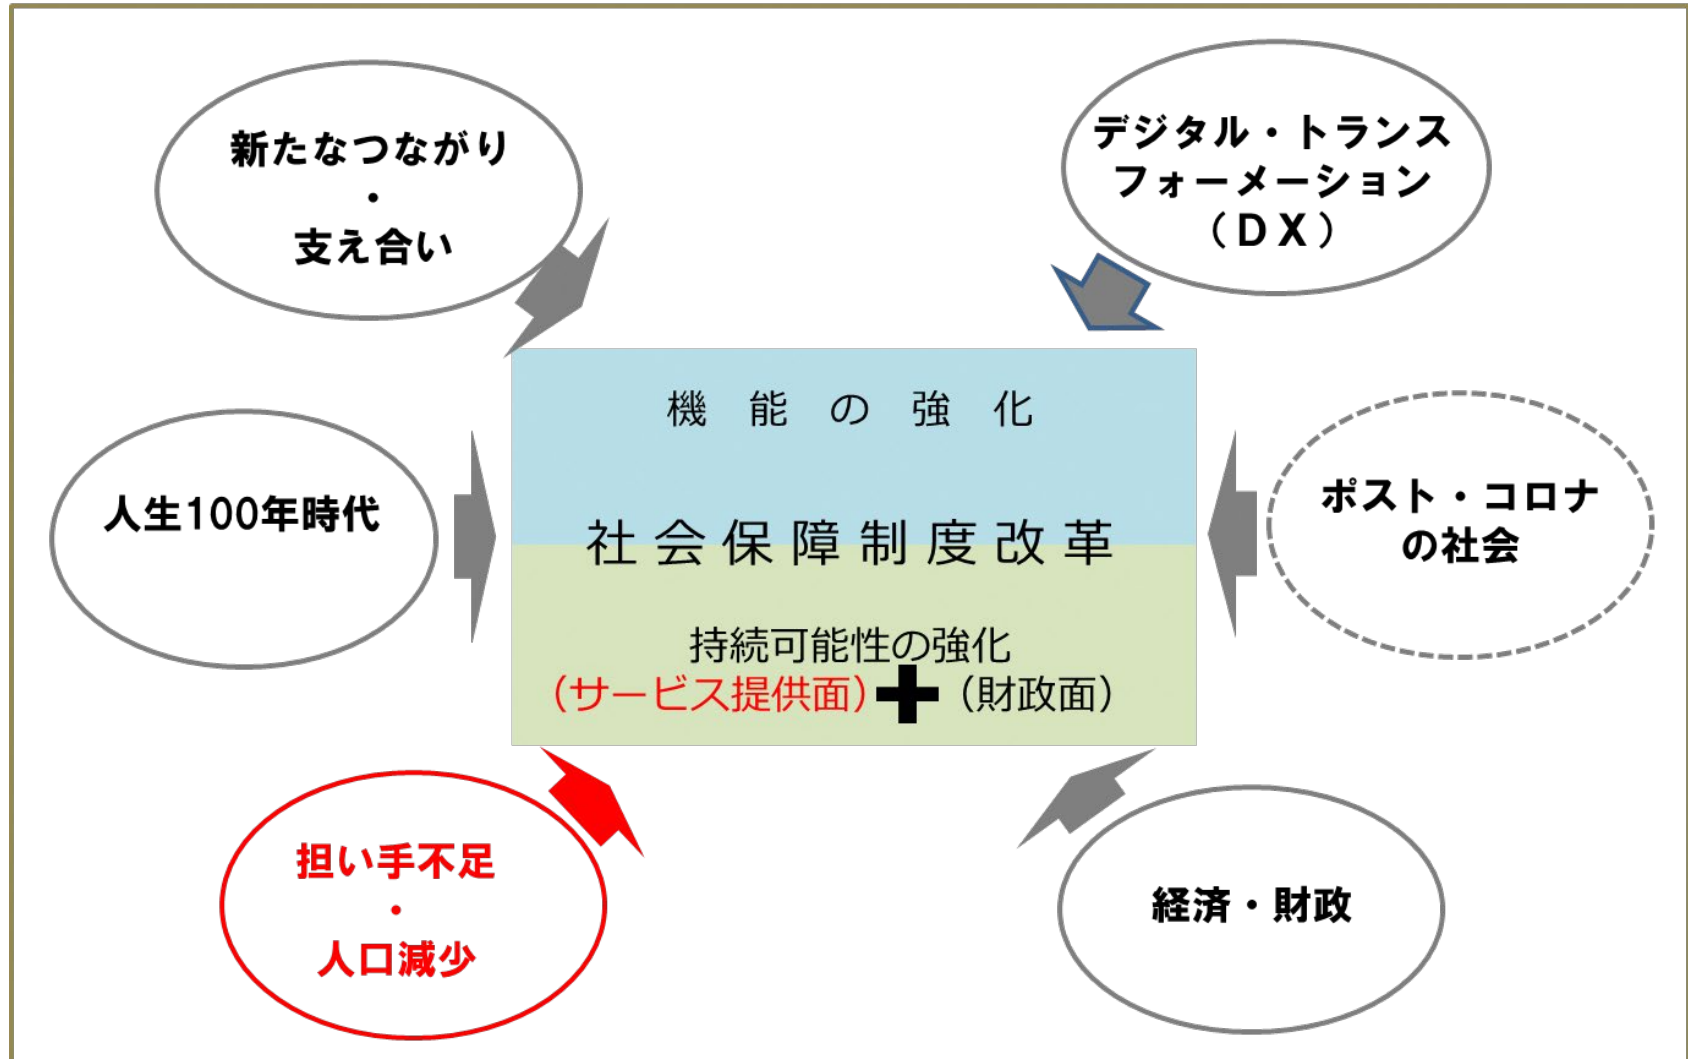 新たなつながり
・
支え合い
デジタル・トランス
フォーメーション
（ＤＸ）
機能の強化
人生100年時代
社会保障制度改革
ポスト・コロナ
の社会
持続可能性の強化
（サービス提供面）＋（財政面）
担い手不足
・
人口減少
経済・財政